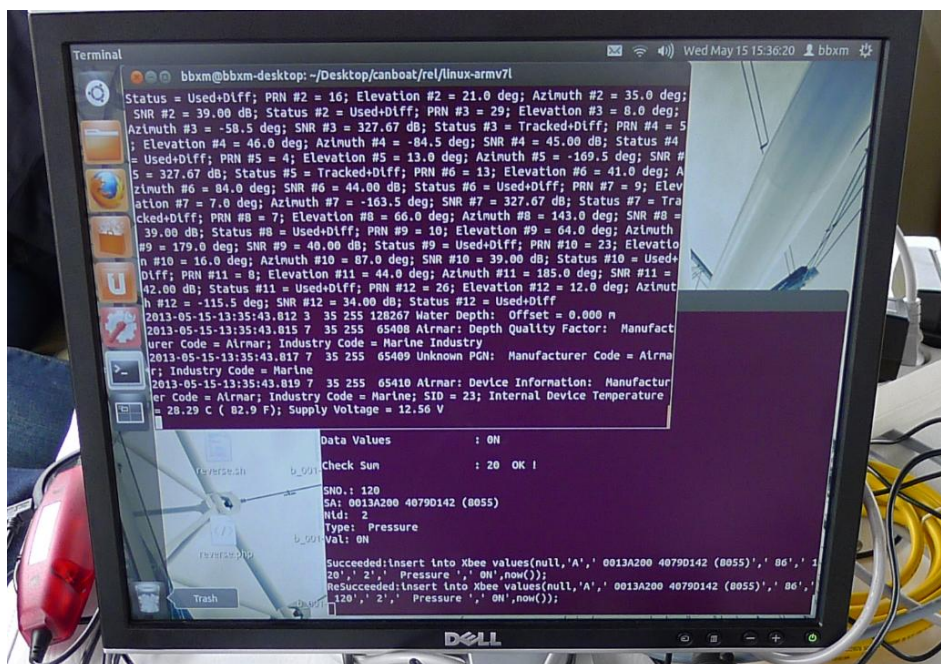 Terminal
Wed May 15 15:36:20 bbxm
bbxm@bbxm-desktop: ~/Desktop/canboat/rel/linux-armv7l
Status = Used+Diff; PRN #2 = 16; Elevation #2 = 21.0 deg; Azimuth #2 = 35.0 deg;
SNR #2 = 39.00 dB; Status #2 = Used+Diff; PRN #3 = 29; Elevation #3 = 8.0 deg;
Azimuth #3 = -58.5 deg; SNR #3 = 327.67 dB; Status #3 = Tracked+Diff; PRN #4 = 5
; Elevation #4 = 46.0 deg; Azimuth #4 = -84.5 deg; SNR #4 = 45.00 dB; Status #4
= Used+Diff; PRN #5 = 4; Elevation #5 = 13.0 deg; Azimuth #5 = -169.5 deg; SNR #
5 = 327.67 dB; Status #5 = Tracked+Diff; PRN #6 = 13; Elevation #6 = 41.0 deg; A
zimuth #6 = 84.0 deg; SNR #6 = 44.00 dB; Status #6 = Used+Diff; PRN #7 = 9; Elev
ation #7 = 7.0 deg; Azimuth #7 = -163.5 deg; SNR #7 = 327.67 dB; Status #7 = Tra
cked+Diff; PRN #8 = 7; Elevation #8 = 66.0 deg; Azimuth #8 = 143.0 deg; SNR #8 =
39.00 dB; Status #8 = Used+Diff; PRN #9 = 10; Elevation #9 = 64.0 deg; Azimuth
#9 = 179.0 deg; SNR #9 = 40.00 dB; Status #9 = Used+Diff; PRN #10 = 23; Elevatio
n #10 = 16.0 deg; Azimuth #10 = 87.0 deg; SNR #10 = 39.00 dB; Status #10 = Used+
Diff; PRN #11 = 8; Elevation #11 = 44.0 deg; Azimuth #11 = 185.0 deg; SNR #11 =
42.00 dB; Status #11 = Used+Diff; PRN #12 = 26; Elevation #12 = 12.0 deg; Azimut
h #12 = -115.5 deg; SNR #12 = 34.00 dB; Status #12 = Used+Diff
2013-05-15-13:35:43.812 3 35 255 128267 Water Depth: Offset = 0.000 m
2013-05-15-13:35:43.815 7 35 255 65408 Airmar: Depth Quality Factor: Manufact
urer Code = Airmar; Industry Code = Marine Industry
2013-05-15-13:35:43.817 7 35 255 65409 Unknown PGN: Manufacturer Code = Airma
r; Industry Code = Marine
2013-05-15-13:35:43.819 7 35 255 65410 Airmar: Device Information: Manufactur
er Code = Airmar; Industry Code = Marine; SID = 23; Internal Device Temperature
= 28.29 C ( 82.9 F); Supply Voltage = 12.56 V
Data Values : 0N
Check Sum : 20 OK !
SNO.: 120
SA: 0013A200 4079D142 (8055)
Nid: 2
Type: Pressure
Val: 0N
Succeeded:insert into Xbee values(null,'A',' 0013A200 4079D142 (8055)',' 86',' 1
20',' 2',' Pressure ',' 0N',now());
ReSucceeded:insert into Xbee values(null,'A',' 0013A200 4079D142 (8055)',' 86','
120',' 2',' Pressure ',' 0N',now());
reverse.sh
b_001
reverse.php
b_001
b_001
Trash
DELL